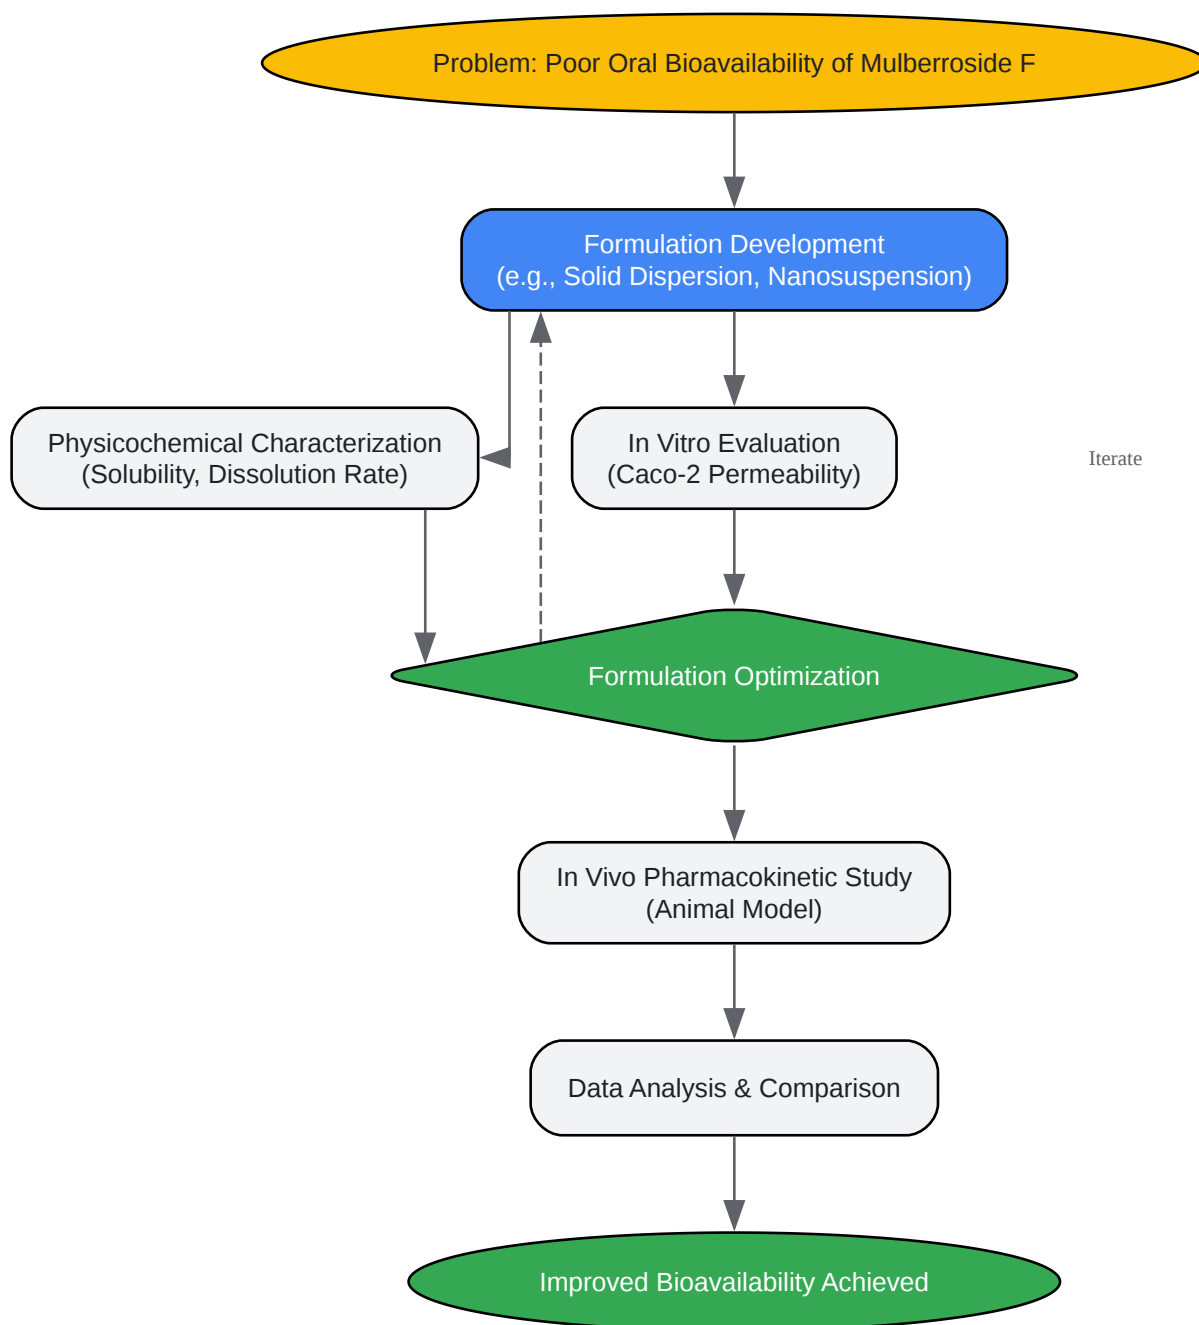 Problem: Poor Oral Bioavailability of Mulberroside F
Formulation Development
(e.g., Solid Dispersion, Nanosuspension)
Physicochemical Characterization
(Solubility, Dissolution Rate)
In Vitro Evaluation
(Caco-2 Permeability)
Iterate
Formulation Optimization
In Vivo Pharmacokinetic Study
(Animal Model)
Data Analysis & Comparison
Improved Bioavailability Achieved